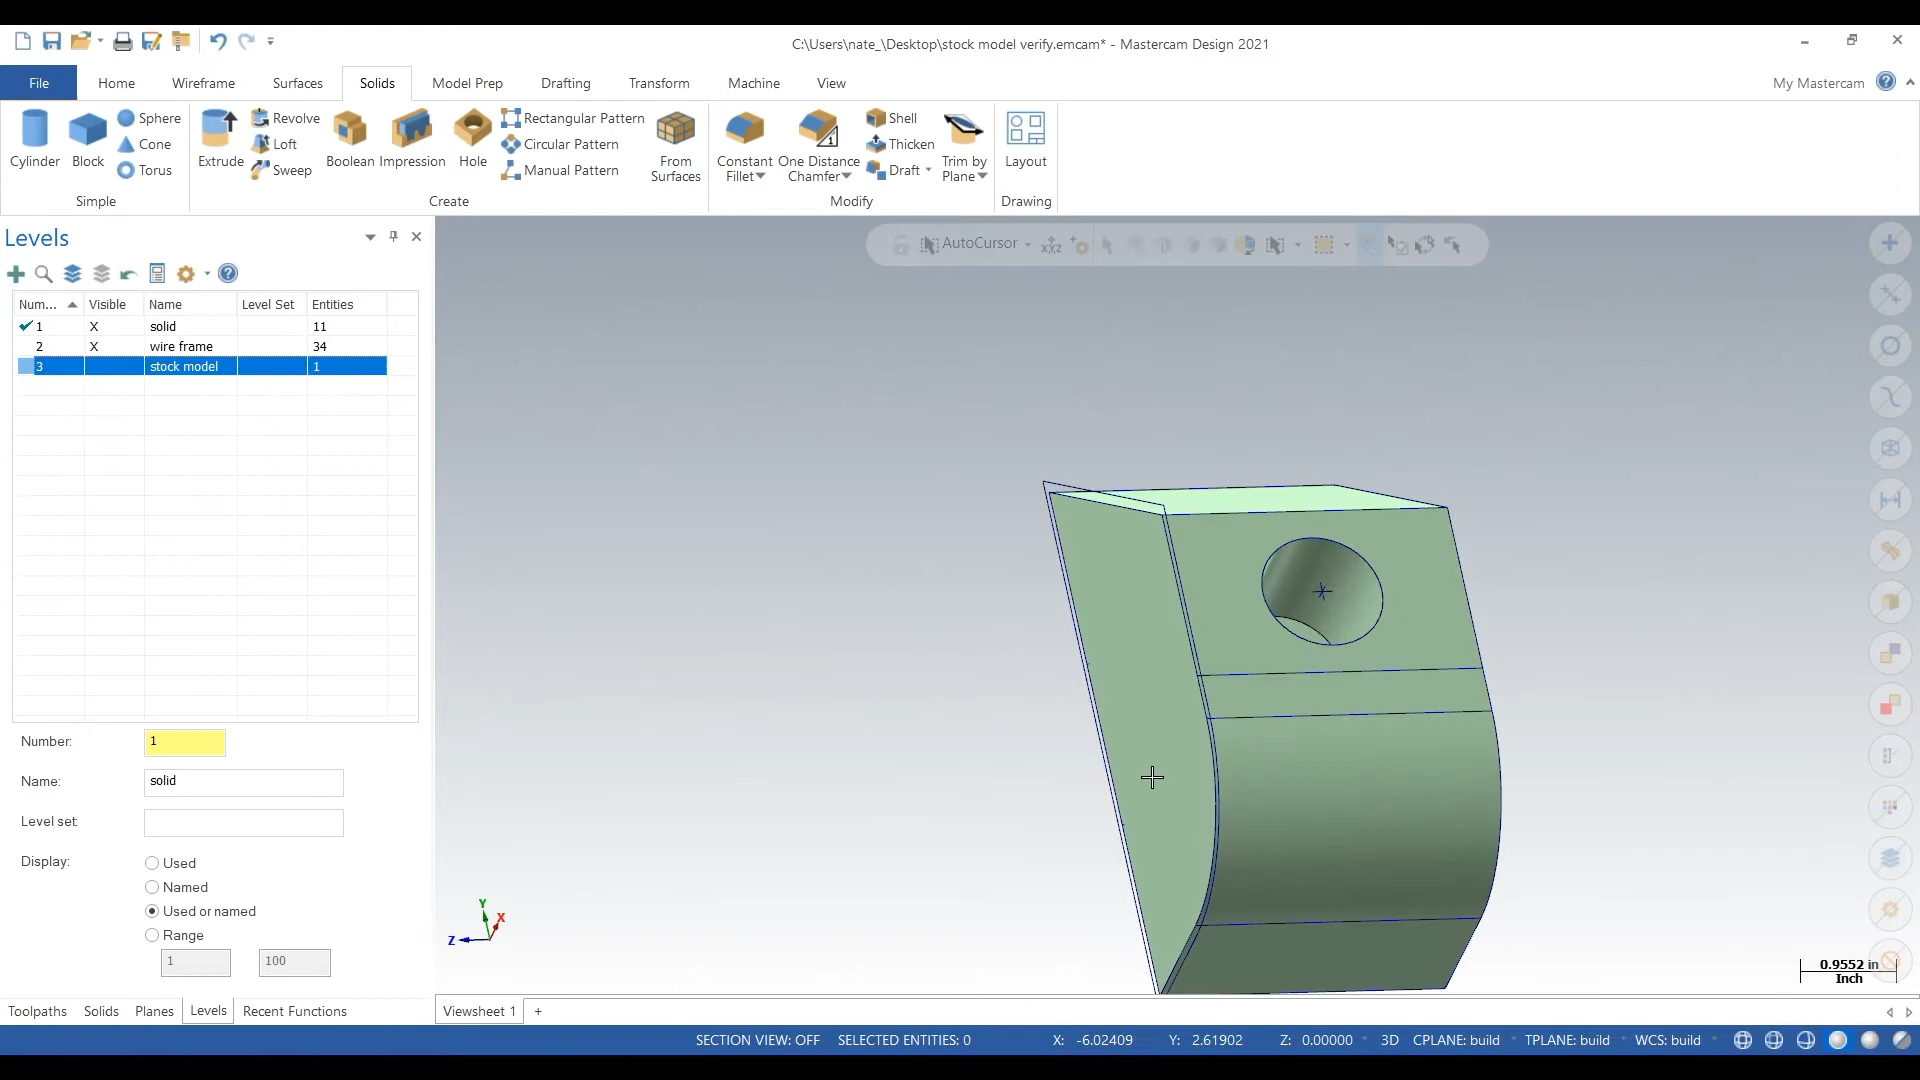 C:\Users\nate_\Desktop\stock model verify.emcam* - Mastercam Design 2021
File Home Wireframe Surfaces Solids Model Prep Drafting Transform Machine View My Mastercam
Cylinder Block Sphere Cone Torus
Simple
Extrude Revolve Loft Sweep Boolean Impression Hole Rectangular Pattern Circular Pattern Manual Pattern From Surfaces
Create
Constant Fillet One Distance Chamfer Shell Thicken Draft Trim by Plane
Modify
Layout
Drawing
Levels
AutoCursor
Num... Visible Name Level Set Entities
1 X solid 11
2 X wire frame 34
3 stock model 1
Number: 1
Name: solid
Level set:
Display: Used
Named
Used or named
Range
1 100
Y
X
Z
0.9552 in
Inch
Toolpaths Solids Planes Levels Recent Functions Viewsheet 1 +
SECTION VIEW: OFF SELECTED ENTITIES: 0 X: -6.02409 Y: 2.61902 Z: 0.00000 3D CPLANE: build TPLANE: build WCS: build